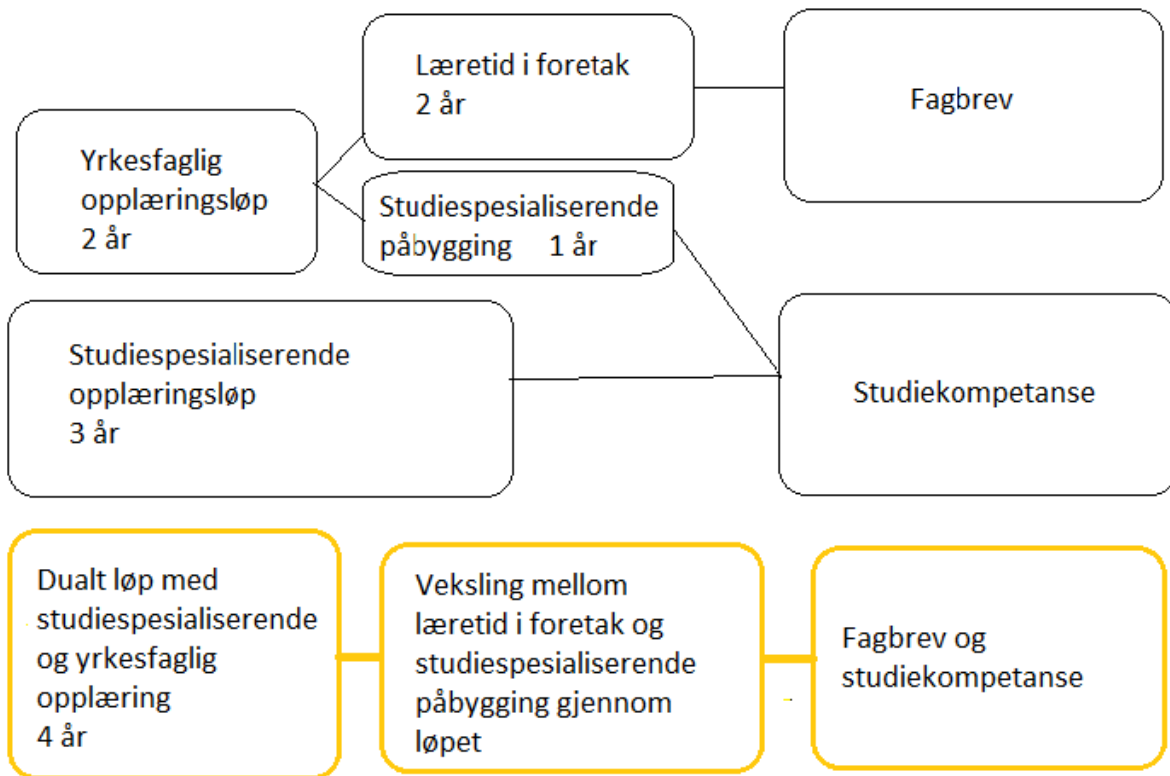 Læretid i foretak
2 år
Fagbrev
Yrkesfaglig
opplæringsløp
2 år
Studiespesialiserende
påbygging 1 år
Studiespesialiserende
opplæringsløp
3 år
Studiekompetanse
Dualt løp med
studiespesialiserende
og yrkesfaglig
opplæring
4 år
Veksling mellom
læretid i foretak og
studiespesialiserende
påbygging gjennom
løpet
Fagbrev og
studiekompetanse